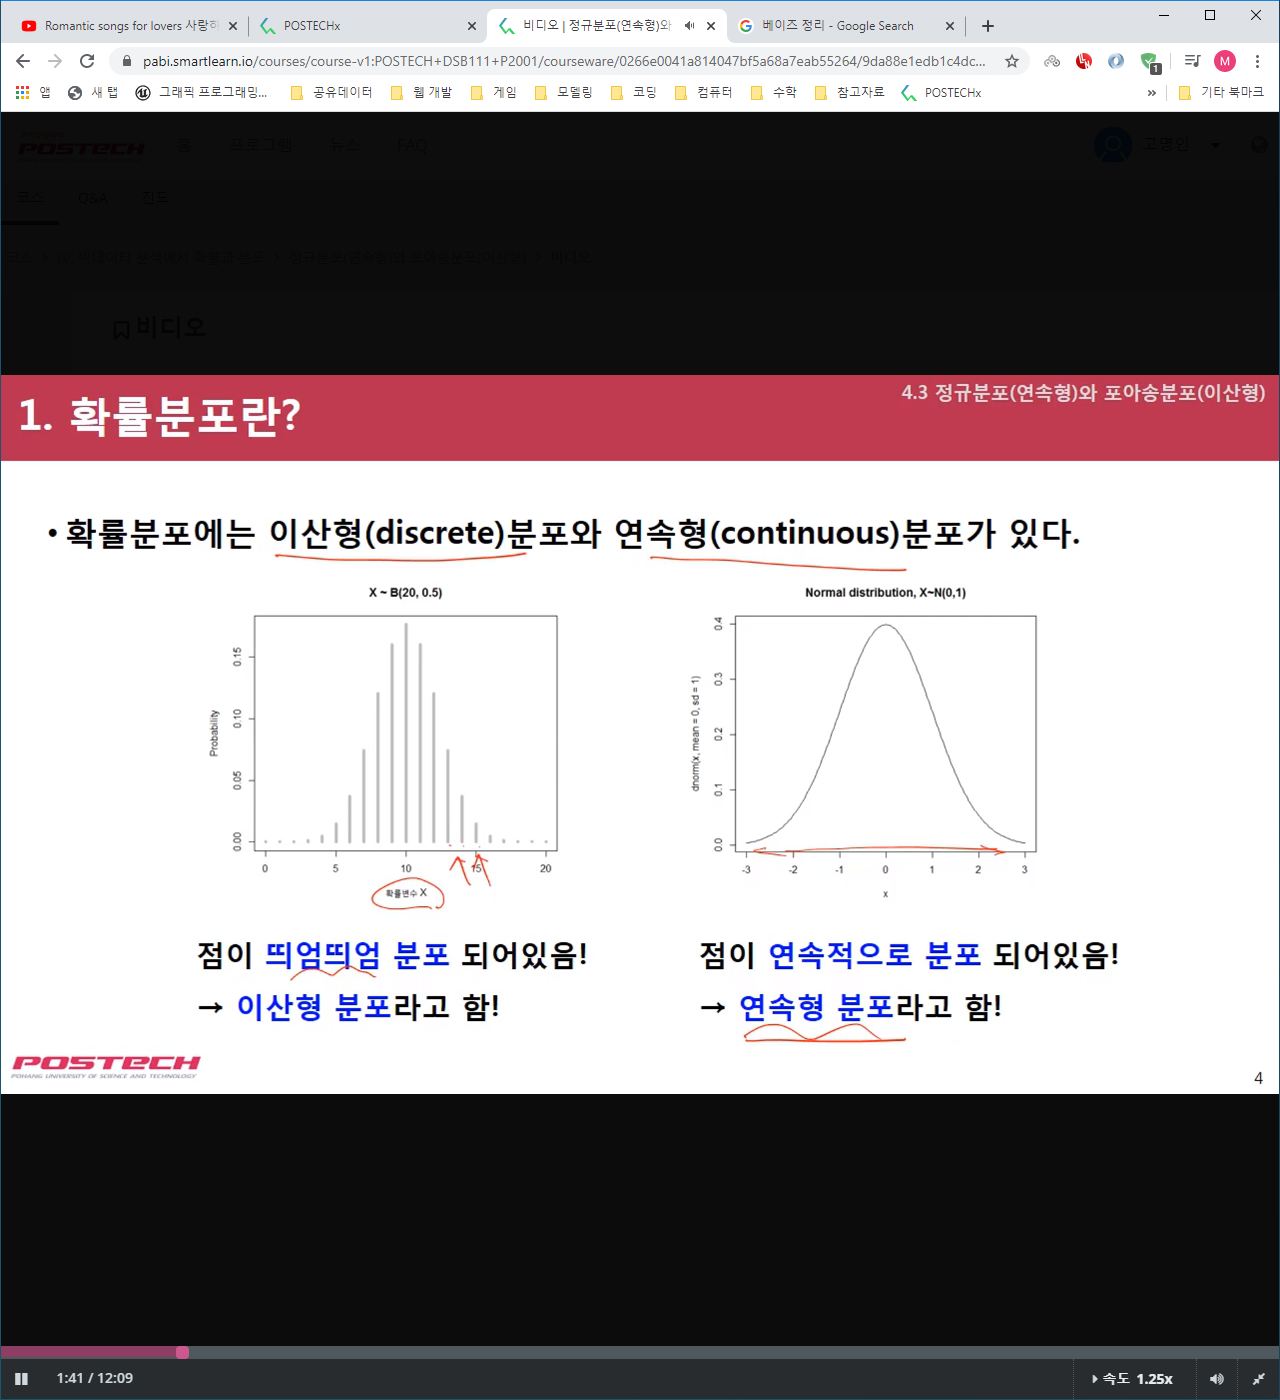 Romantic songs for lovers 사랑하
POSTECHx
비디오 | 정규분포(연속형)와
베이즈 정리 - Google Search
pabi.smartlearn.io/courses/course-v1:POSTECH+DSB111+P2001/courseware/0266e0041a814047bf5a68a7eab55264/9da88e1edb1c4dc...
1
M
앱
새 탭
그래픽 프로그래밍...
공유데이터
웹 개발
게임
모델링
코딩
컴퓨터
수학
참고자료
POSTECHx
»
기타 북마크
POSTECH
홈
프로그램
뉴스
FAQ
고영인
코스
Q&A
진도
비디오
1. 확률분포란?
4.3 정규분포(연속형)와 포아송분포(이산형)
• 확률분포에는 이산형(discrete)분포와 연속형(continuous)분포가 있다.
X ~ B(20, 0.5)
Probability
0.15
0.10
0.05
0.00
0 5 10 15 20
확률변수 X
Normal distribution, X~N(0,1)
dnorm(x, mean = 0, sd = 1)
0.4
0.3
0.2
0.1
0.0
-3 -2 -1 0 1 2 3
x
점이 띄엄띄엄 분포 되어있음!
→ 이산형 분포라고 함!
점이 연속적으로 분포 되어있음!
→ 연속형 분포라고 함!
POSTECH
POHANG UNIVERSITY OF SCIENCE AND TECHNOLOGY
4
1:41 / 12:09
속도 1.25x